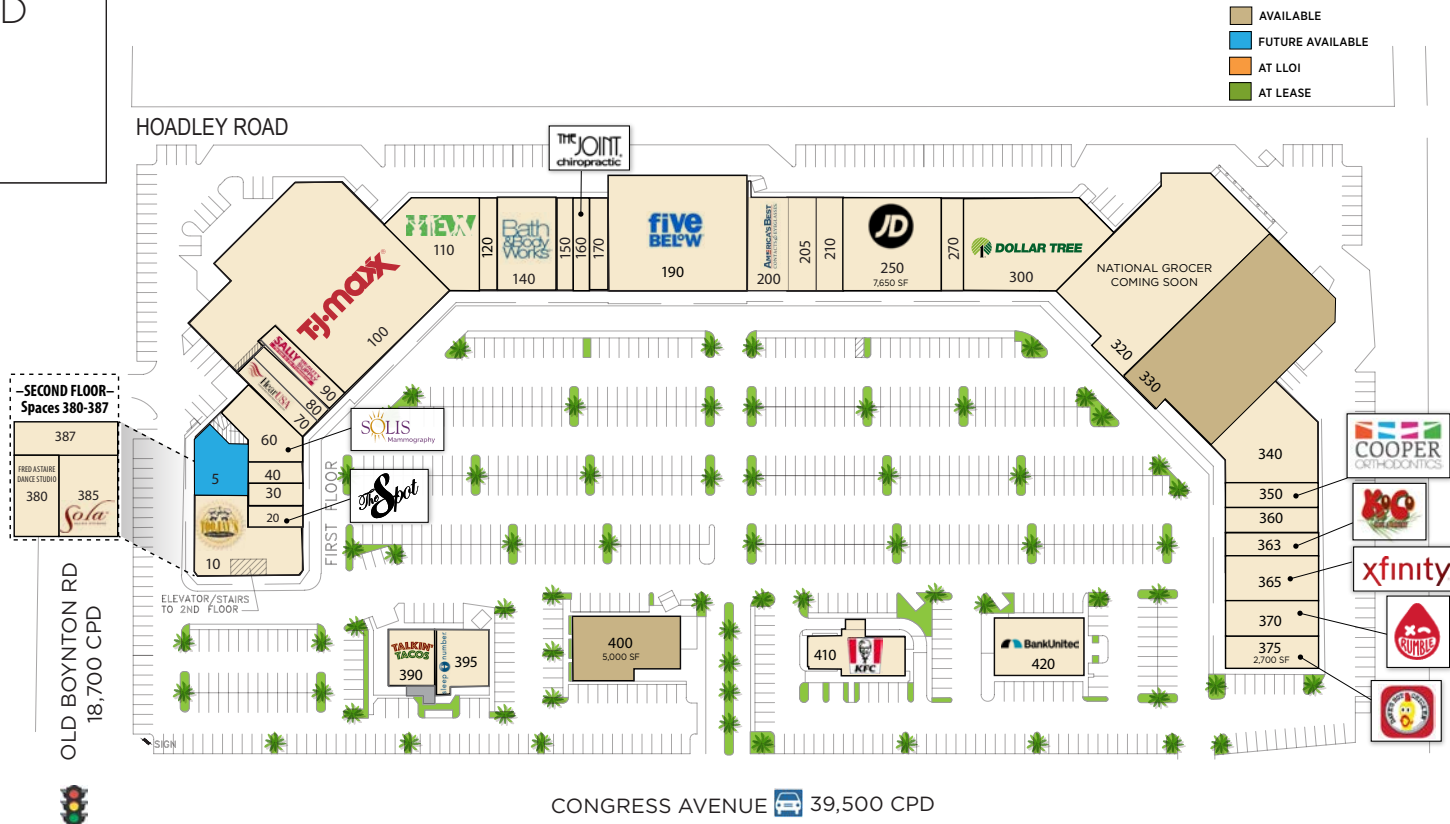 D
AVAILABLE
FUTURE AVAILABLE
AT LLOI
AT LEASE
HOADLEY ROAD
THE JOINT
chiropractic
T.J.maxx
100
110
120
Bath
& Body
Works
140
150
160
170
five
BEL°W
190
AMERICA'S BEST
200
205
210
JD
250
7,650 SF
270
DOLLAR TREE
300
NATIONAL GROCER
COMING SOON
320
330
SALLY
90
HeartUSA
80
70
–SECOND FLOOR–
Spaces 380-387
387
FRED ASTAIRE
DANCE STUDIO
380
385
Sola
60
SOLIS
Mammography
5
40
30
20
The Spot
10
FIRST FLOOR
ELEVATOR/STAIRS
TO 2ND FLOOR
340
350
COOPER
ORTHODONTICS
360
363
365
xfinity
370
RUMBLE
375
2,700 SF
TALKIN'
TACOS
390
sleep number
395
400
5,000 SF
410
KFC
BankUnited
420
OLD BOYNTON RD
18,700 CPD
SIGN
CONGRESS AVENUE 39,500 CPD